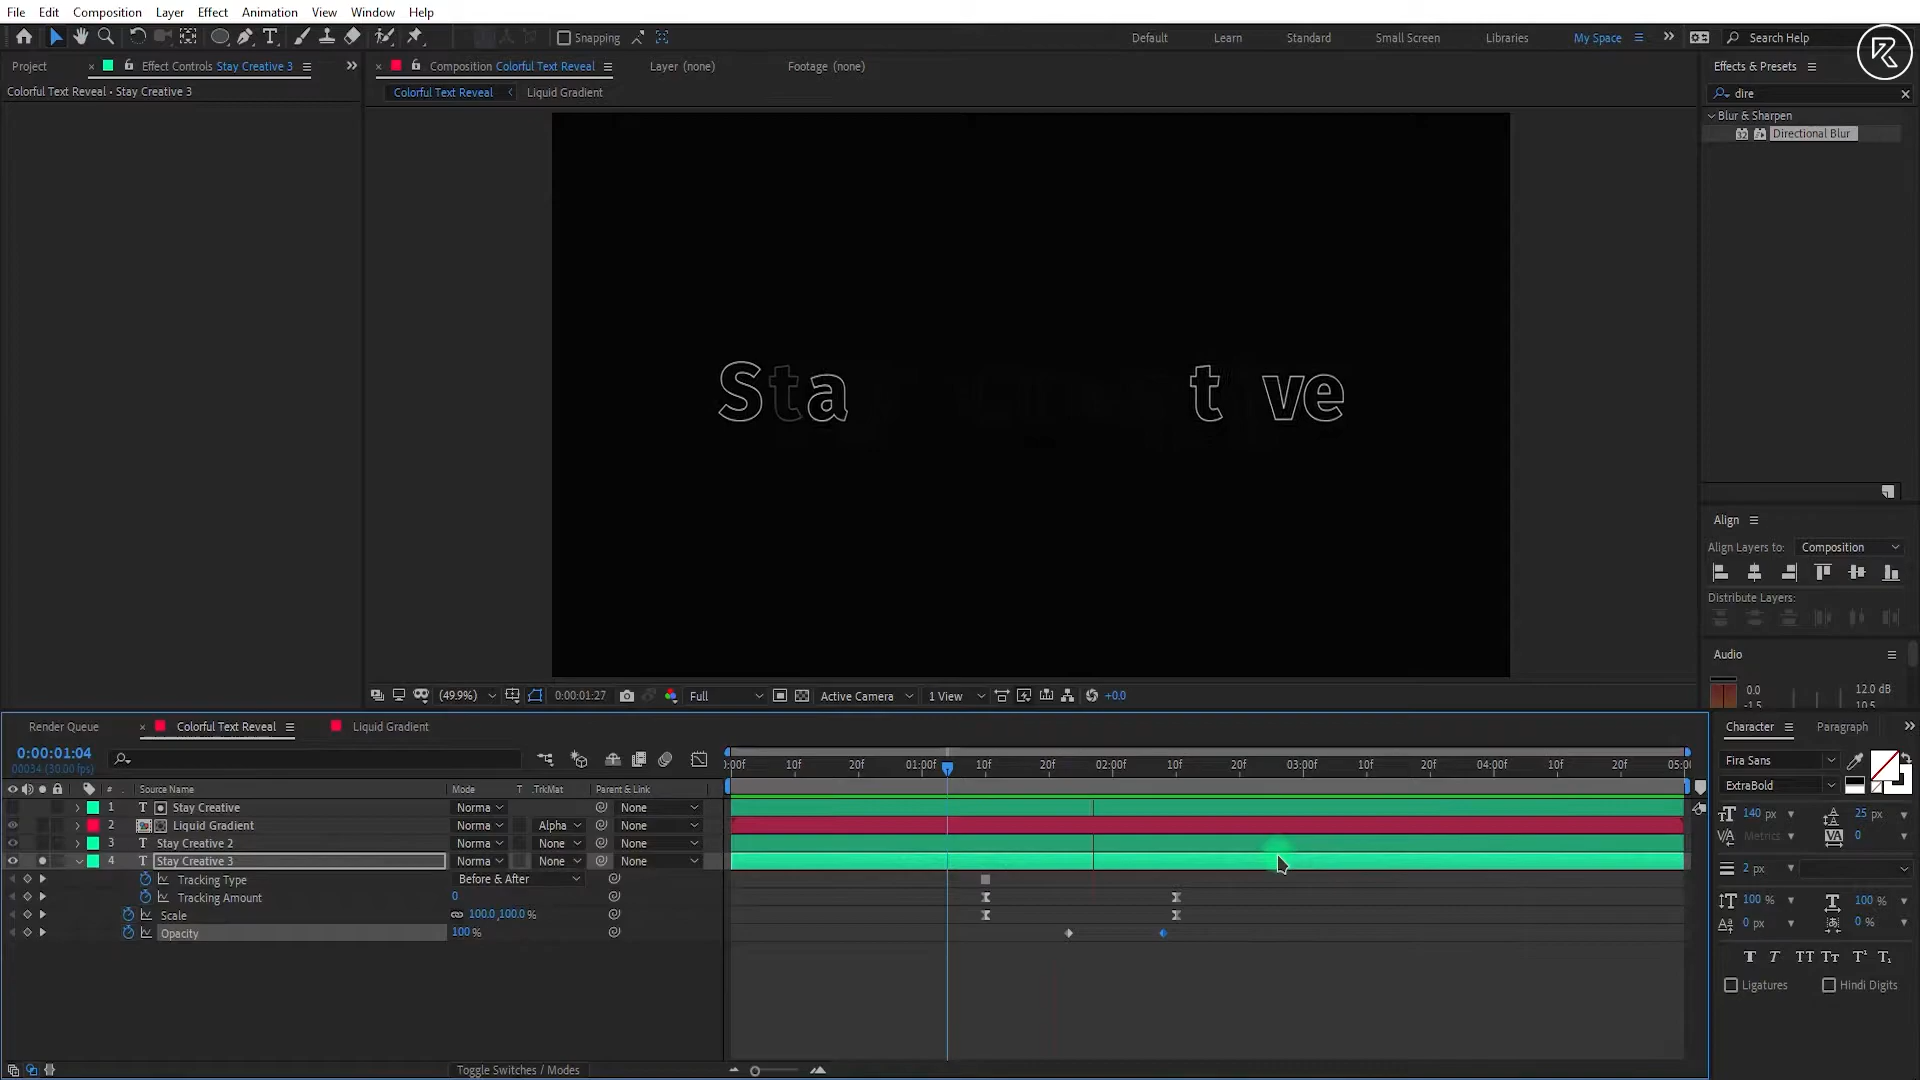 File Edit Composition Layer Effect Animation View Window Help
Snapping
Default Learn Standard Small Screen Libraries My Space Search Help
Project Effect Controls Stay Creative 3
Composition Colorful Text Reveal Layer (none) Footage (none)
Effects & Presets
Colorful Text Reveal • Stay Creative 3
Colorful Text Reveal Liquid Gradient
dire
Blur & Sharpen
32 Directional Blur
Sta t ve
Align
Align Layers to: Composition
Distribute Layers:
Audio
0.0 12.0 dB
-1.5 10.5
(49.9%) 0:00:01:27 Full Active Camera 1 View +0.0
Render Queue Colorful Text Reveal Liquid Gradient
Character Paragraph
0:00:01:04
00034 (30.00 fps)
:00f 10f 20f 01:00f 10f 20f 02:00f 10f 20f 03:00f 10f 20f 04:00f 10f 20f 05:0
Fira Sans
ExtraBold
# Source Name Mode T .TrkMat Parent & Link
1 T Stay Creative Norma None
2 Liquid Gradient Norma Alpha None
3 T Stay Creative 2 Norma None
4 T Stay Creative 3 Norma None None
Tracking Type Before & After
Tracking Amount 0
Scale 100.0,100.0 %
Opacity 100 %
140 px 25 px
Metrics 0
2 px
100 % 100 %
0 px 0 %
T T TT Tт T¹ T₁
Ligatures Hindi Digits
Toggle Switches / Modes